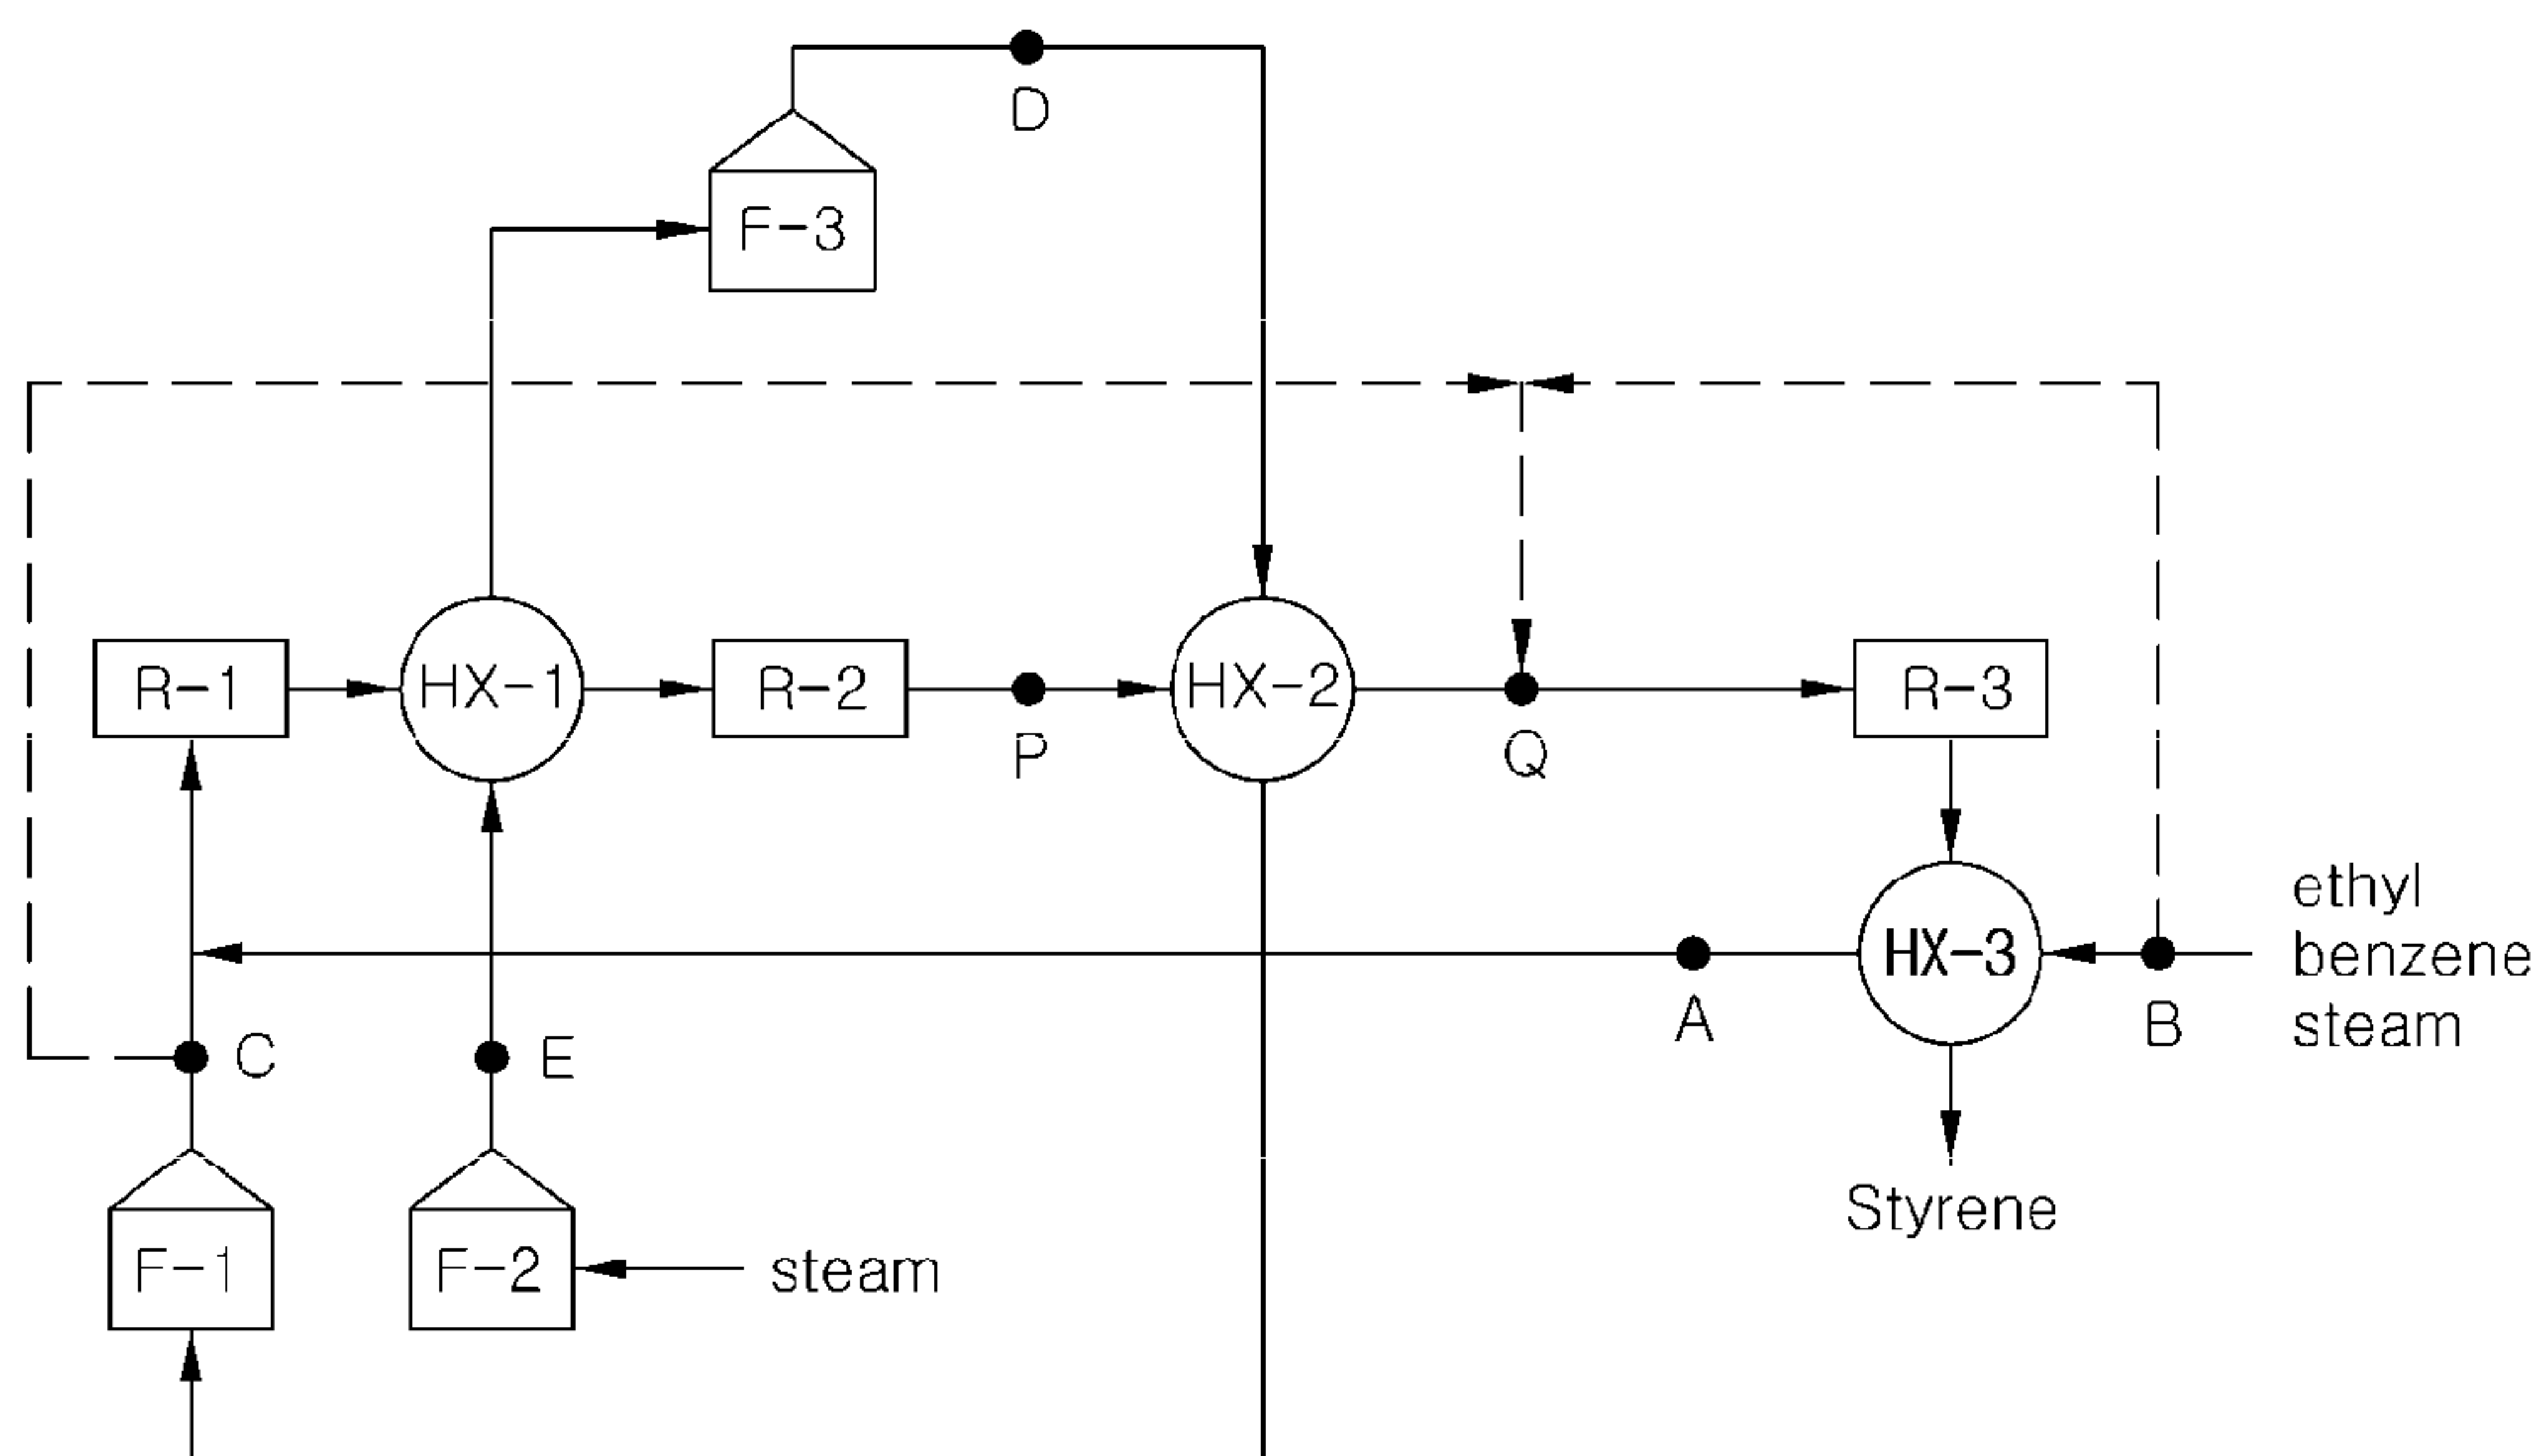 D
F-3
R-1
HX-1
R-2
HX-2
R-3
P
Q
ethyl
benzene
steam
HX-3
A
B
C
E
Styrene
F-1
F-2
steam